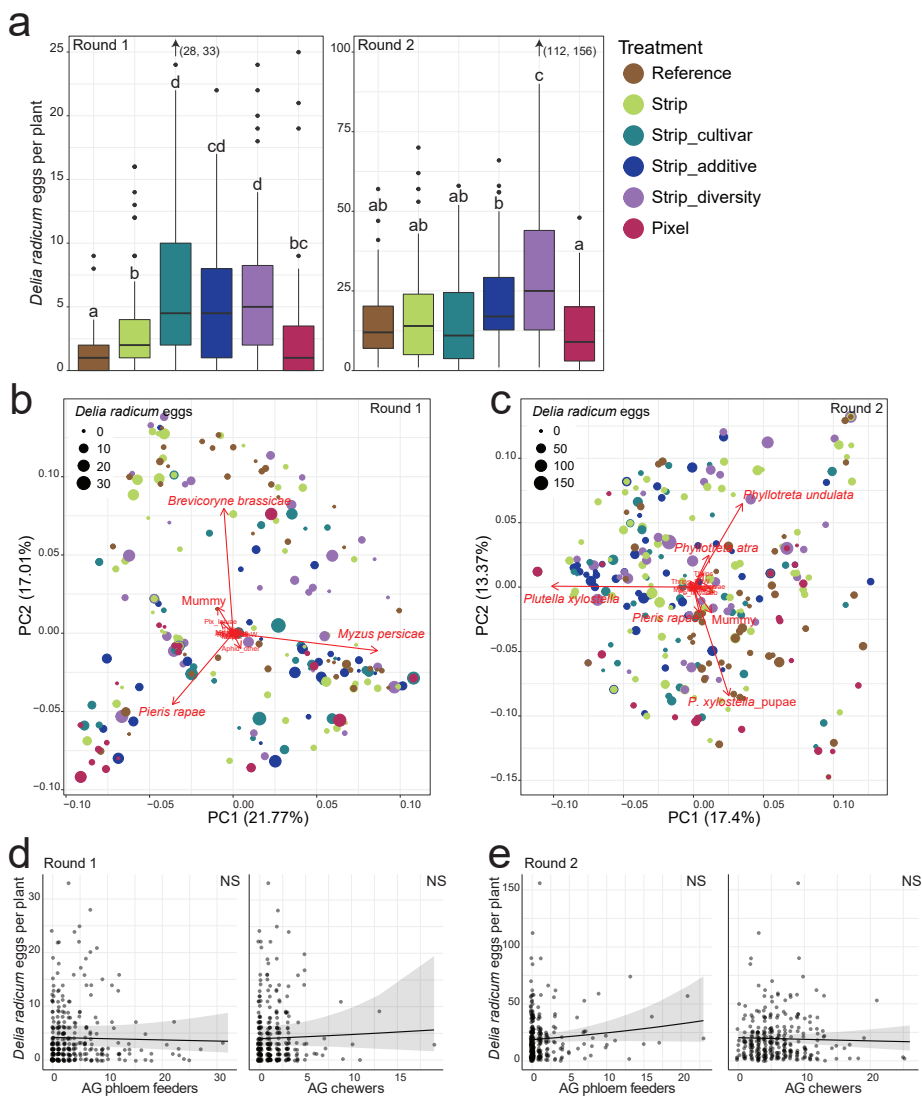 a
Round 1
(28, 33)
Round 2
(112, 156)
Treatment
Reference
Strip
Strip_cultivar
Strip_additive
Strip_diversity
Pixel
Delia radicum eggs per plant
25
20
15
10
5
0
a
b
d
cd
d
bc
100
75
50
25
0
ab
ab
ab
b
c
a
b
Delia radicum eggs
0
10
20
30
Round 1
Brevicoryne brassicae
Mummy
Plx_larvae
Aphid_other
Myzus persicae
Pieris rapae
PC2 (17.01%)
0.10
0.05
0.00
−0.05
−0.10
−0.10
−0.05
0.00
0.05
0.10
PC1 (21.77%)
c
Delia radicum eggs
0
50
100
150
Round 2
Phyllotreta undulata
Phyllotreta atra
Plutella xylostella
Pieris rapae
Mummy
P. xylostella_pupae
PC2 (13.37%)
0.10
0.05
0.00
−0.05
−0.10
−0.15
−0.10
−0.05
0.00
0.05
0.10
PC1 (17.4%)
d
Round 1
NS
NS
Delia radicum eggs per plant
30
20
10
0
0
10
20
30
AG phloem feeders
0
5
10
15
AG chewers
e
Round 2
NS
NS
Delia radicum eggs per plant
150
100
50
0
0
5
10
15
20
AG phloem feeders
0
10
20
AG chewers